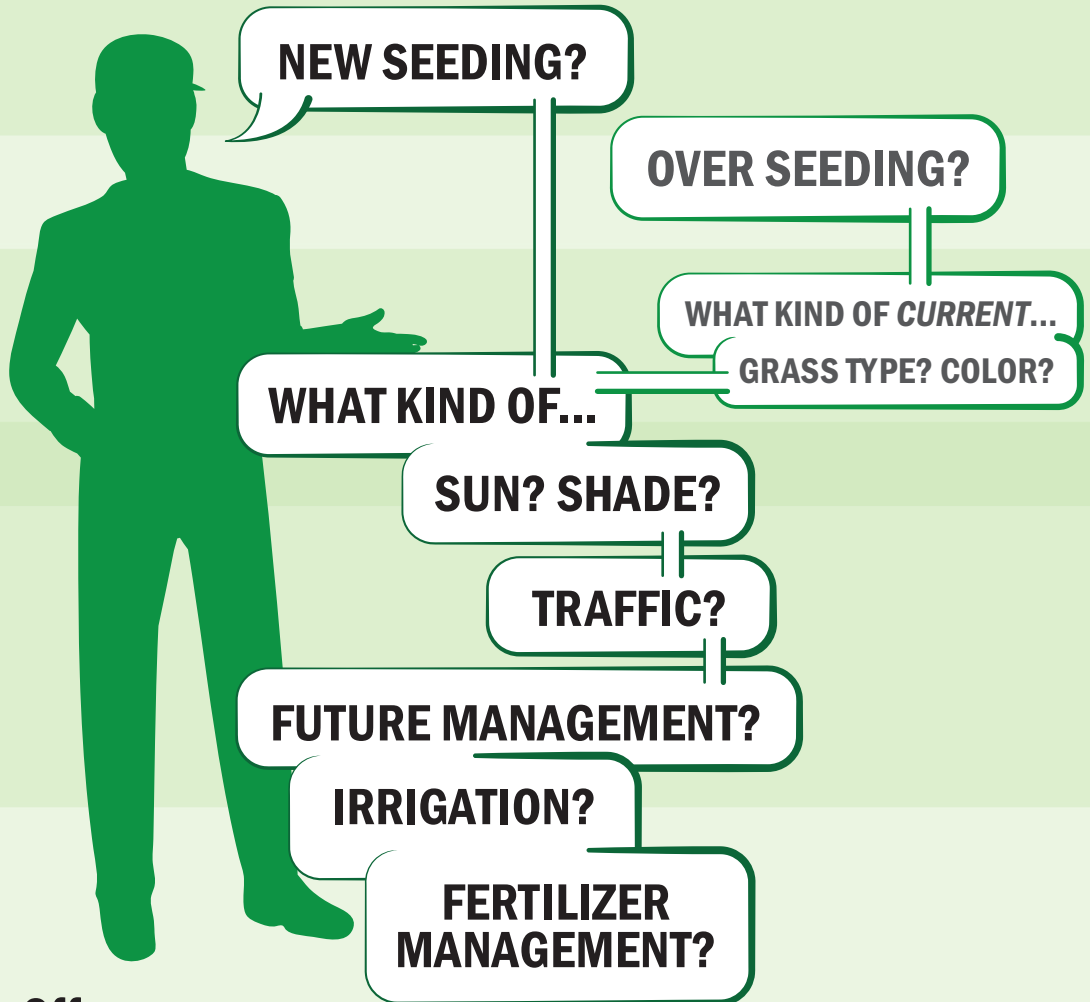 NEW SEEDING?
OVER SEEDING?
WHAT KIND OF CURRENT...
GRASS TYPE? COLOR?
WHAT KIND OF...
SUN? SHADE?
TRAFFIC?
FUTURE MANAGEMENT?
IRRIGATION?
FERTILIZER
MANAGEMENT?